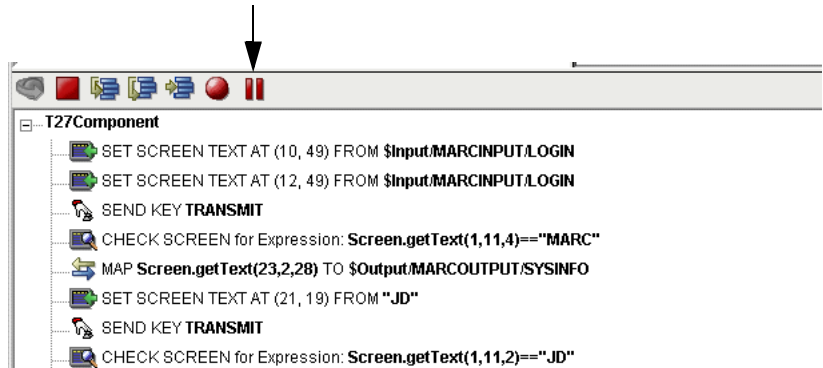 T27Component
SET SCREEN TEXT AT (10, 49) FROM $Input/MARCINPUT/LOGIN
SET SCREEN TEXT AT (12, 49) FROM $Input/MARCINPUT/LOGIN
SEND KEY TRANSMIT
CHECK SCREEN for Expression: Screen.getText(1,11,4)=="MARC"
MAP Screen.getText(23,2,28) TO $Output/MARCOUTPUT/SYSINFO
SET SCREEN TEXT AT (21, 19) FROM "JD"
SEND KEY TRANSMIT
CHECK SCREEN for Expression: Screen.getText(1,11,2)=="JD"